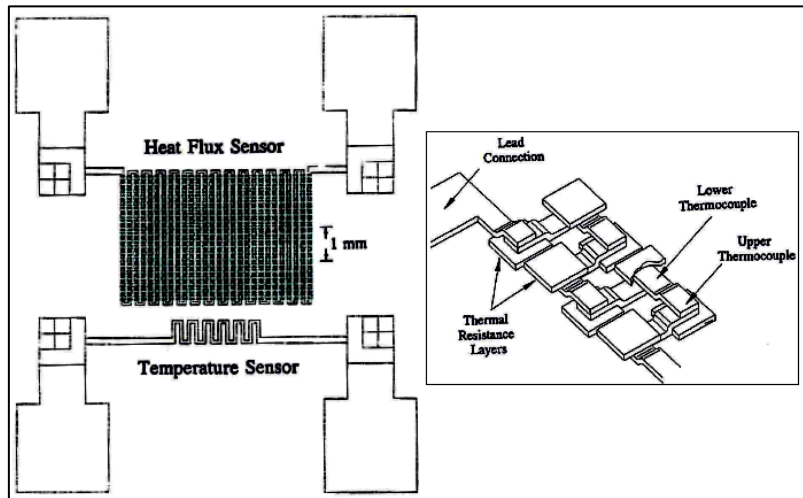 Heat Flux Sensor
1 mm
Temperature Sensor
Lead
Connection
Lower
Thermocouple
Upper
Thermocouple
Thermal
Resistance
Layers